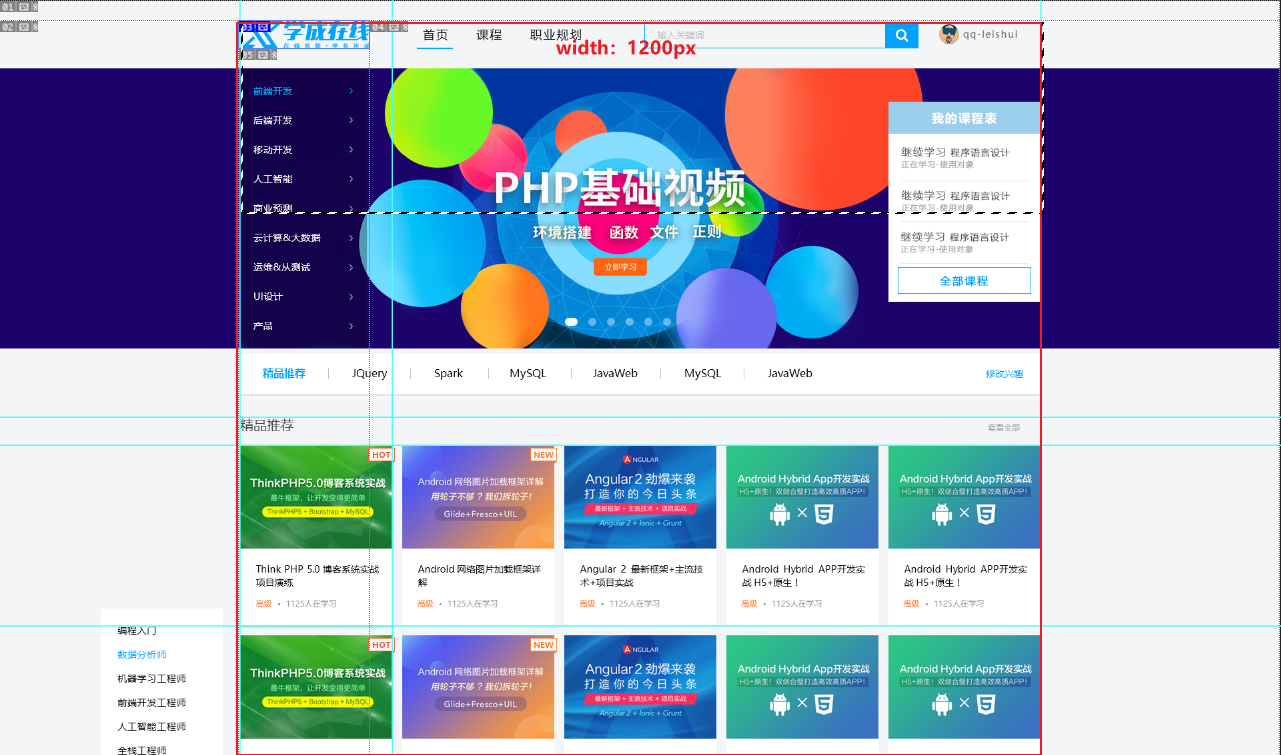 01
02
03
04
05
学成在线
首页 课程 职业规划
输入关键词
qq-leishui
width: 1200px
前端开发
后端开发
移动开发
人工智能
商业预测
云计算&大数据
运维&从测试
UI设计
产品
PHP基础视频
环境搭建 函数 文件 正则
立即学习
我的课程表
继续学习 程序语言设计
正在学习-使用对象
继续学习 程序语言设计
正在学习-使用对象
继续学习 程序语言设计
正在学习-使用对象
全部课程
精品推荐 JQuery Spark MySQL JavaWeb MySQL JavaWeb 修改兴趣
精品推荐
查看全部
HOT
ThinkPHP5.0博客系统实战
最牛框架，让开发变得更简单
ThinkPHP5 + Bootstrap + MySQL
Think PHP 5.0 博客系统实战
项目演练
高级 • 1125人在学习
NEW
Android 网络图片加载框架详解
用轮子不够？我们拆轮子!
Glide+Fresco+UIL
Android 网络图片加载框架详
解
高级 • 1125人在学习
ANGULAR
Angular2 劲爆来袭
打造你的今日头条
最新框架 + 主流技术 + 项目实战
Angular 2 + Ionic + Grunt
Angular 2 最新框架+主流技
术+项目实战
高级 • 1125人在学习
Android Hybrid App开发实战
H5+原生！双剑合璧打造高效高质APP!
Android Hybrid APP开发实
战 H5+原生！
高级 • 1125人在学习
Android Hybrid App开发实战
H5+原生！双剑合璧打造高效高质APP!
Android Hybrid APP开发实
战 H5+原生！
高级 • 1125人在学习
编程入门
数据分析师
机器学习工程师
前端开发工程师
人工智能工程师
全栈工程师
HOT
ThinkPHP5.0博客系统实战
最牛框架，让开发变得更简单
ThinkPHP5 + Bootstrap + MySQL
NEW
Android 网络图片加载框架详解
用轮子不够？我们拆轮子!
Glide+Fresco+UIL
ANGULAR
Angular2 劲爆来袭
打造你的今日头条
最新框架 + 主流技术 + 项目实战
Angular 2 + Ionic + Grunt
Android Hybrid App开发实战
H5+原生！双剑合璧打造高效高质APP!
Android Hybrid App开发实战
H5+原生！双剑合璧打造高效高质APP!